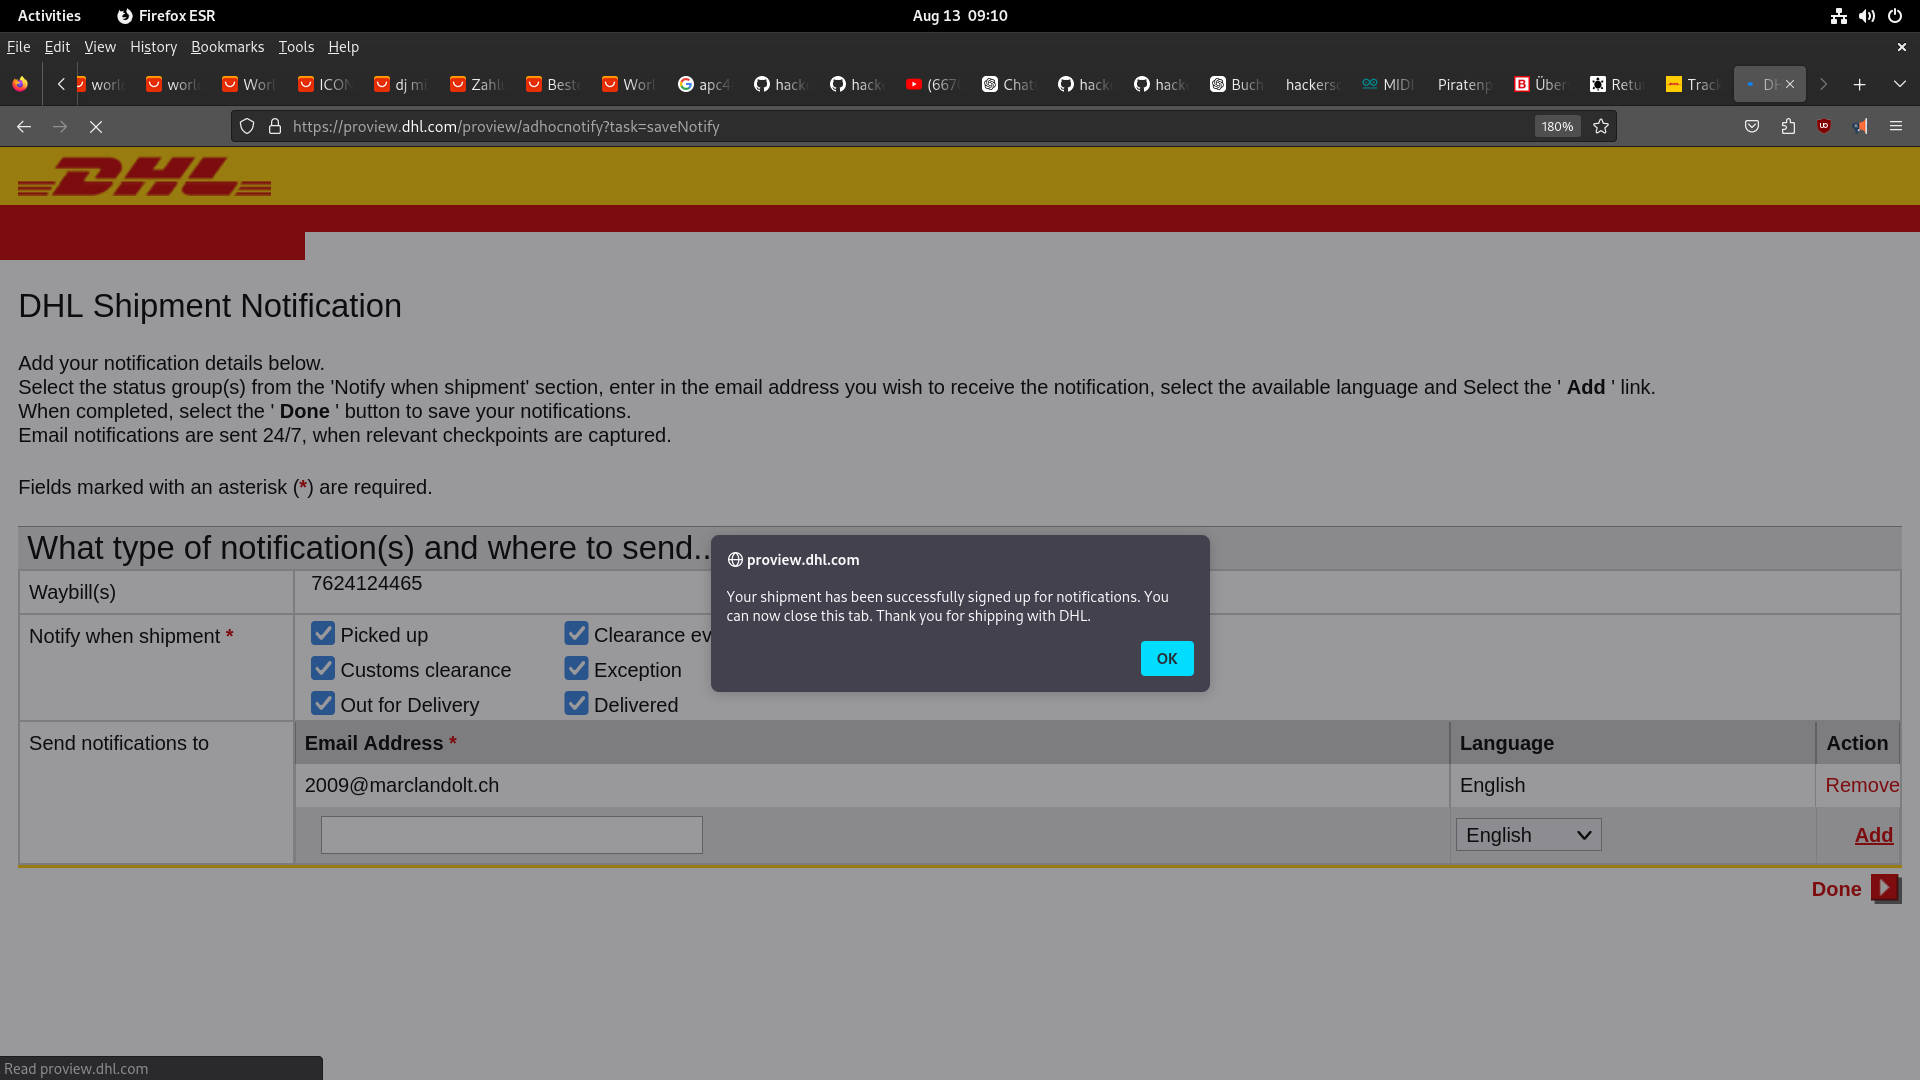 Activities Firefox ESR Aug 13 09:10
File Edit View History Bookmarks Tools Help
worl worl Worl ICON dj mi Zahl Best Worl apc4 hack hack (667 Chat hack hack Buch hackers MIDI Piratenp Über Retu Track DH
https://proview.dhl.com/proview/adhocnotify?task=saveNotify 180%
DHL
DHL Shipment Notification
Add your notification details below.
Select the status group(s) from the 'Notify when shipment' section, enter in the email address you wish to receive the notification, select the available language and Select the ' Add ' link.
When completed, select the ' Done ' button to save your notifications.
Email notifications are sent 24/7, when relevant checkpoints are captured.
Fields marked with an asterisk (*) are required.
What type of notification(s) and where to send..
Waybill(s) 7624124465
Notify when shipment * Picked up Clearance ev
Customs clearance Exception
Out for Delivery Delivered
proview.dhl.com
Your shipment has been successfully signed up for notifications. You
can now close this tab. Thank you for shipping with DHL.
OK
Send notifications to Email Address * Language Action
2009@marclandolt.ch English Remove
English Add
Done
Read proview.dhl.com